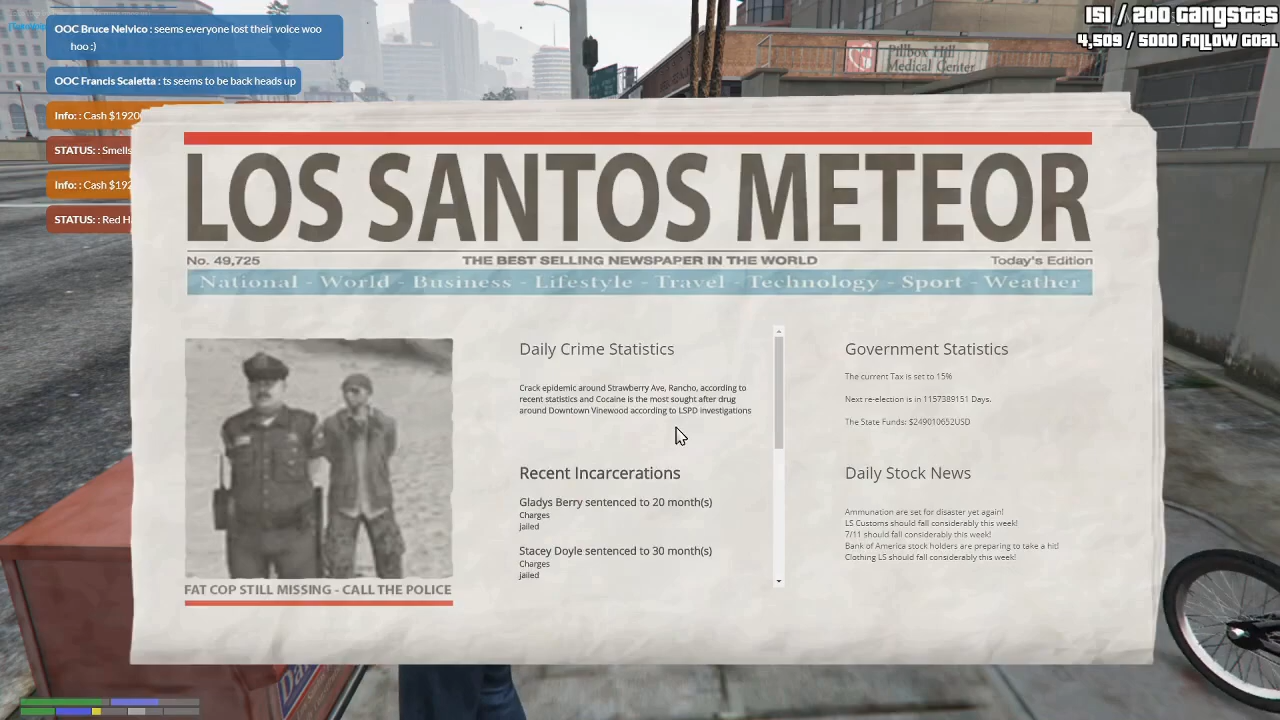 151 / 200 GANGSTAS
4,509 / 5000 FOLLOW GOAL
OOC Bruce Nelvico : seems everyone lost their voice woo
hoo :)
OOC Francis Scaletta : ts seems to be back heads up
Info: : Cash $1920
STATUS: : Smells
Info: : Cash $192
STATUS: : Red H
Pillbox Hill
Medical Center
LOS SANTOS METEOR
No. 49,725 THE BEST SELLING NEWSPAPER IN THE WORLD Today's Edition
National - World - Business - Lifestyle - Travel - Technology - Sport - Weather
FAT COP STILL MISSING - CALL THE POLICE
Daily Crime Statistics
Crack epidemic around Strawberry Ave, Rancho, according to
recent statistics and Cocaine is the most sought after drug
around Downtown Vinewood according to LSPD investigations
Recent Incarcerations
Gladys Berry sentenced to 20 month(s)
Charges
jailed
Stacey Doyle sentenced to 30 month(s)
Charges
jailed
Government Statistics
The current Tax is set to 15%
Next re-election is in 1157389151 Days.
The State Funds: $249010652USD
Daily Stock News
Ammunation are set for disaster yet again!
LS Customs should fall considerably this week!
7/11 should fall considerably this week!
Bank of America stock holders are preparing to take a hit!
Clothing LS should fall considerably this week!